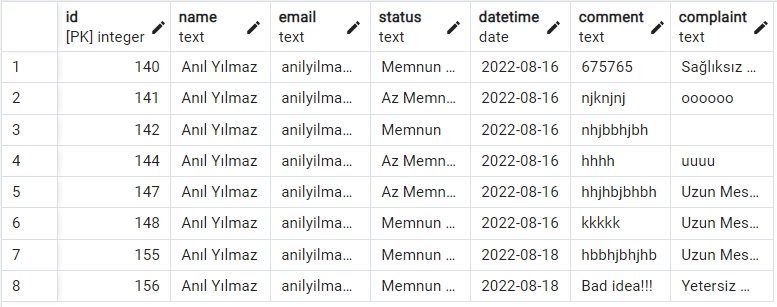 id name email status datetime comment complaint
[PK] integer text text text date text text
1 140 Anıl Yılmaz anilyilma... Memnun ... 2022-08-16 675765 Sağlıksız ...
2 141 Anıl Yılmaz anilyilma... Az Memn... 2022-08-16 njknjnj oooooo
3 142 Anıl Yılmaz anilyilma... Memnun 2022-08-16 nhjbbhjbh
4 144 Anıl Yılmaz anilyilma... Az Memn... 2022-08-16 hhhh uuuu
5 147 Anıl Yılmaz anilyilma... Az Memn... 2022-08-16 hhjhbjbhbh Uzun Mes...
6 148 Anıl Yılmaz anilyilma... Memnun ... 2022-08-16 kkkkk Uzun Mes...
7 155 Anıl Yılmaz anilyilma... Memnun ... 2022-08-18 hbbhjbhjhb Uzun Mes...
8 156 Anıl Yılmaz anilyilma... Memnun ... 2022-08-18 Bad idea!!! Yetersiz ...